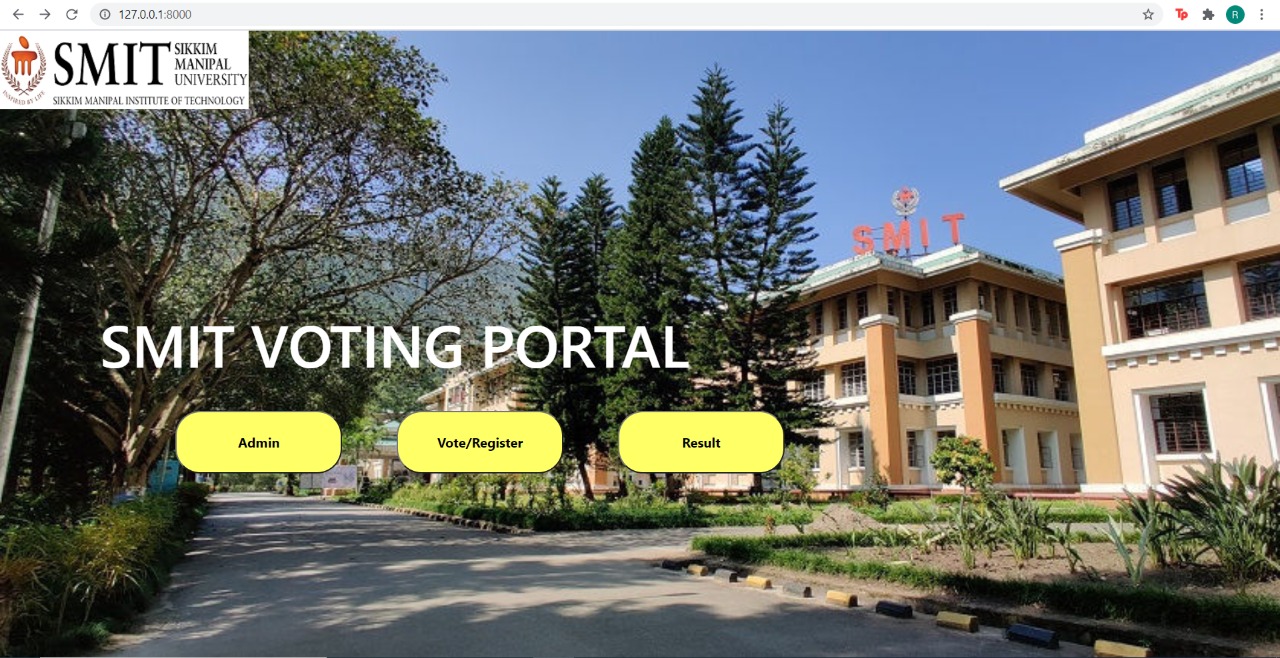 127.0.0.1:8000
Tp
R
SMIT
SIKKIM
MANIPAL
UNIVERSITY
INSPIRED BY LIFE
SIKKIM MANIPAL INSTITUTE OF TECHNOLOGY
SMIT
SMIT VOTING PORTAL
Admin
Vote/Register
Result